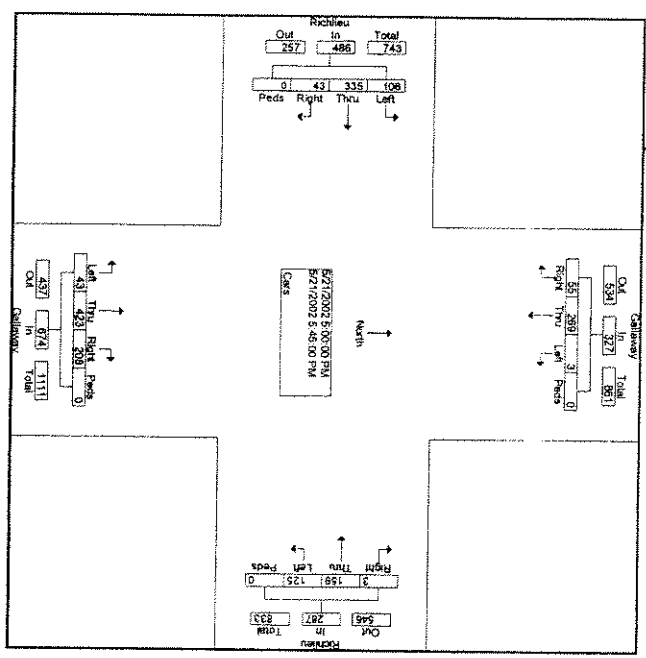 Richlieu
Out In Total
257 486 743
0 43 335 108
Peds Right Thru Left
Gallaway
Out In Total
437 674 1111
43 423 208 0
Left Thru Right Peds
North
5/21/2002 5:00:00 PM
5/21/2002 5:45:00 PM
Cars
Gallaway
Out In Total
534 327 861
55 269 3 0
Right Thru Left Peds
Right Thru Left Peds
3 159 125 0
Out In Total
546 287 833
Richlieu